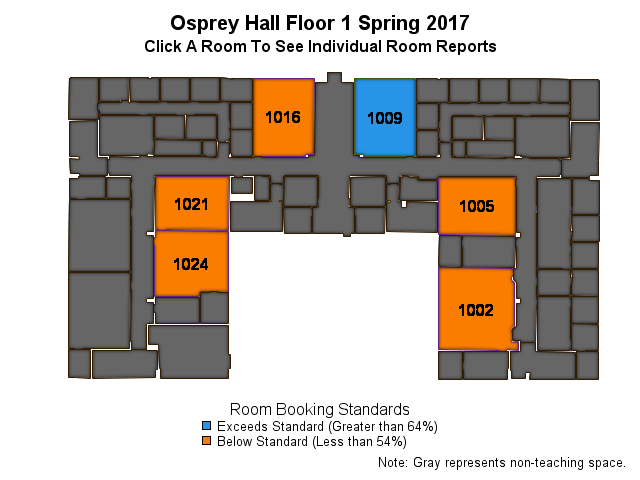 Osprey Hall Floor 1 Spring 2017
Click A Room To See Individual Room Reports
1016
1009
1021
1005
1024
1002
Room Booking Standards
Exceeds Standard (Greater than 64%)
Below Standard (Less than 54%)
Note: Gray represents non-teaching space.